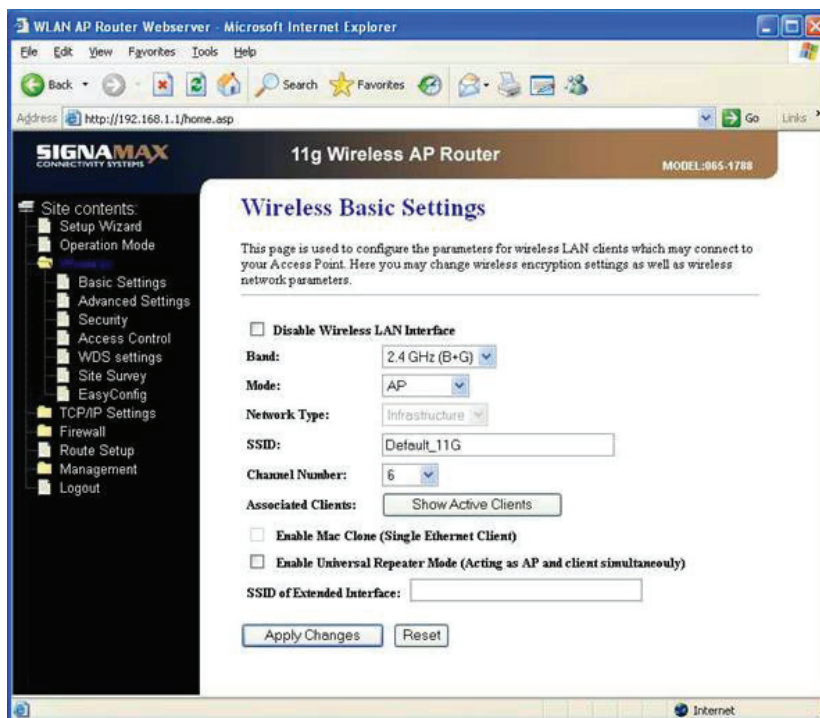 WLAN AP Router Webserver - Microsoft Internet Explorer
File Edit View Favorites Tools Help
Back Search Favorites
Address http://192.168.1.1/home.asp Go Links
SIGNAMAX
CONNECTIVITY SYSTEMS
11g Wireless AP Router
MODEL:065-1788
Site contents:
Setup Wizard
Operation Mode
Basic Settings
Advanced Settings
Security
Access Control
WDS settings
Site Survey
EasyConfig
TCP/IP Settings
Firewall
Route Setup
Management
Logout
Wireless Basic Settings
This page is used to configure the parameters for wireless LAN clients which may connect to
your Access Point. Here you may change wireless encryption settings as well as wireless
network parameters.
Disable Wireless LAN Interface
Band: 2.4 GHz (B+G)
Mode: AP
Network Type: Infrastructure
SSID: Default_11G
Channel Number: 6
Associated Clients: Show Active Clients
Enable Mac Clone (Single Ethernet Client)
Enable Universal Repeater Mode (Acting as AP and client simultaneouly)
SSID of Extended Interface:
Apply Changes Reset
Internet